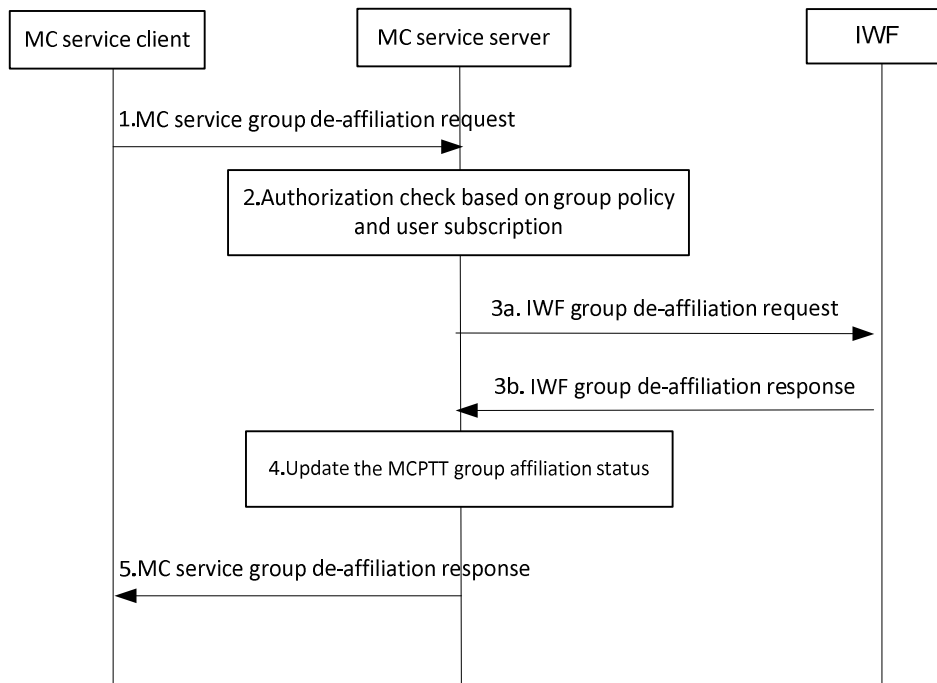 MC service client
MC service server
IWF
1.MC service group de-affiliation request
2.Authorization check based on group policy
and user subscription
3a. IWF group de-affiliation request
3b. IWF group de-affiliation response
4.Update the MCPTT group affiliation status
5.MC service group de-affiliation response